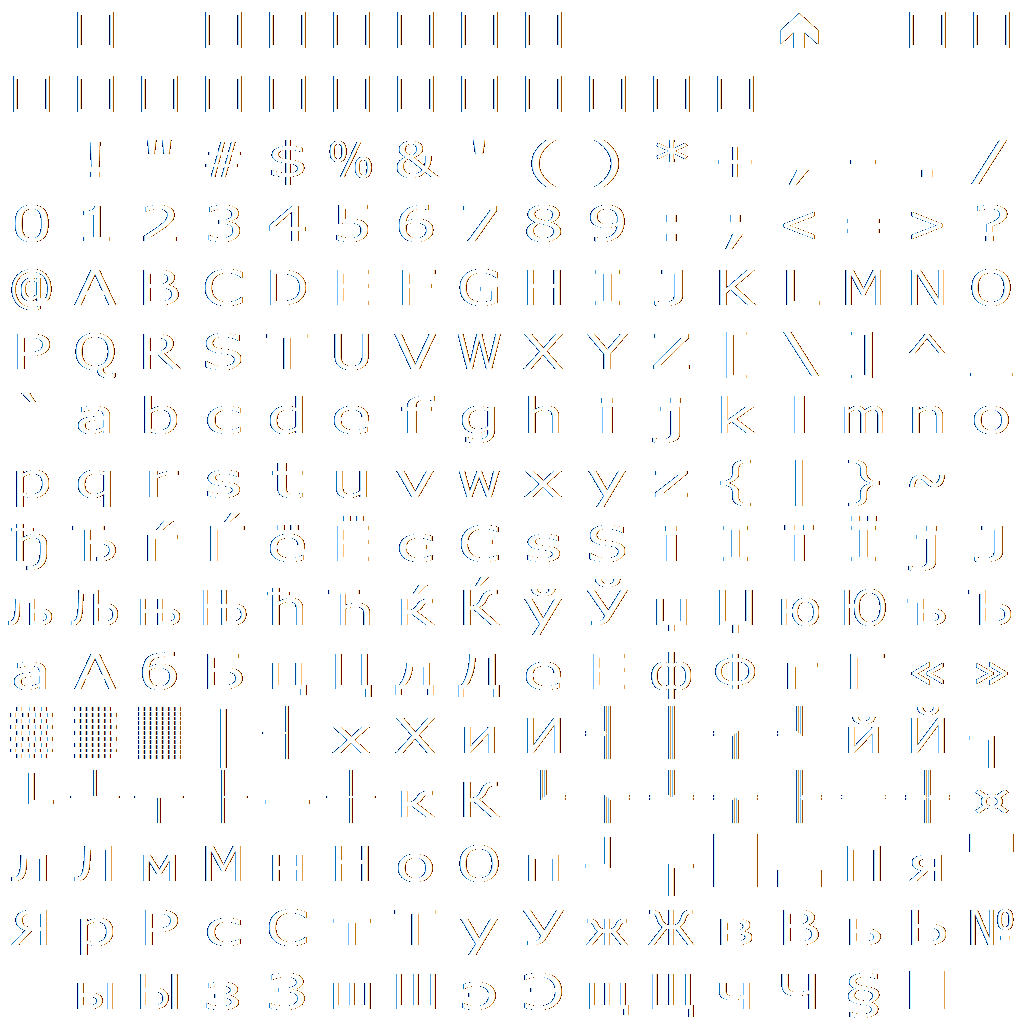 ! " # $ % & ' ( ) * + , - . /
0 1 2 3 4 5 6 7 8 9 : ; < = > ?
@ A B C D E F G H I J K L M N O
P Q R S T U V W X Y Z [ \ ] ^ _
` a b c d e f g h i j k l m n o
p q r s t u v w x y z { | } ~
ђ Ђ ѓ Ѓ ё Ё є Є ѕ Ѕ і І ї Ї ј Ј
љ Љ њ Њ ћ Ћ ќ Ќ ў Ў џ Џ ю Ю ъ Ъ
а А б Б ц Ц д Д е Е ф Ф г Г « »
░ ▒ ▓ │ ┤ х Х и И ╣ ║ ╗ ╝ й Й ┐
└ ┴ ┬ ├ ─ ┼ к К ╚ ╔ ╩ ╦ ╠ ═ ╬ ¤
л Л м М н Н о О п ┘ ┌ █ ▄ П я ▀
Я р Р с С т Т у У ж Ж в В ь Ь №
ы Ы з З ш Ш э Э щ Щ ч Ч § ■